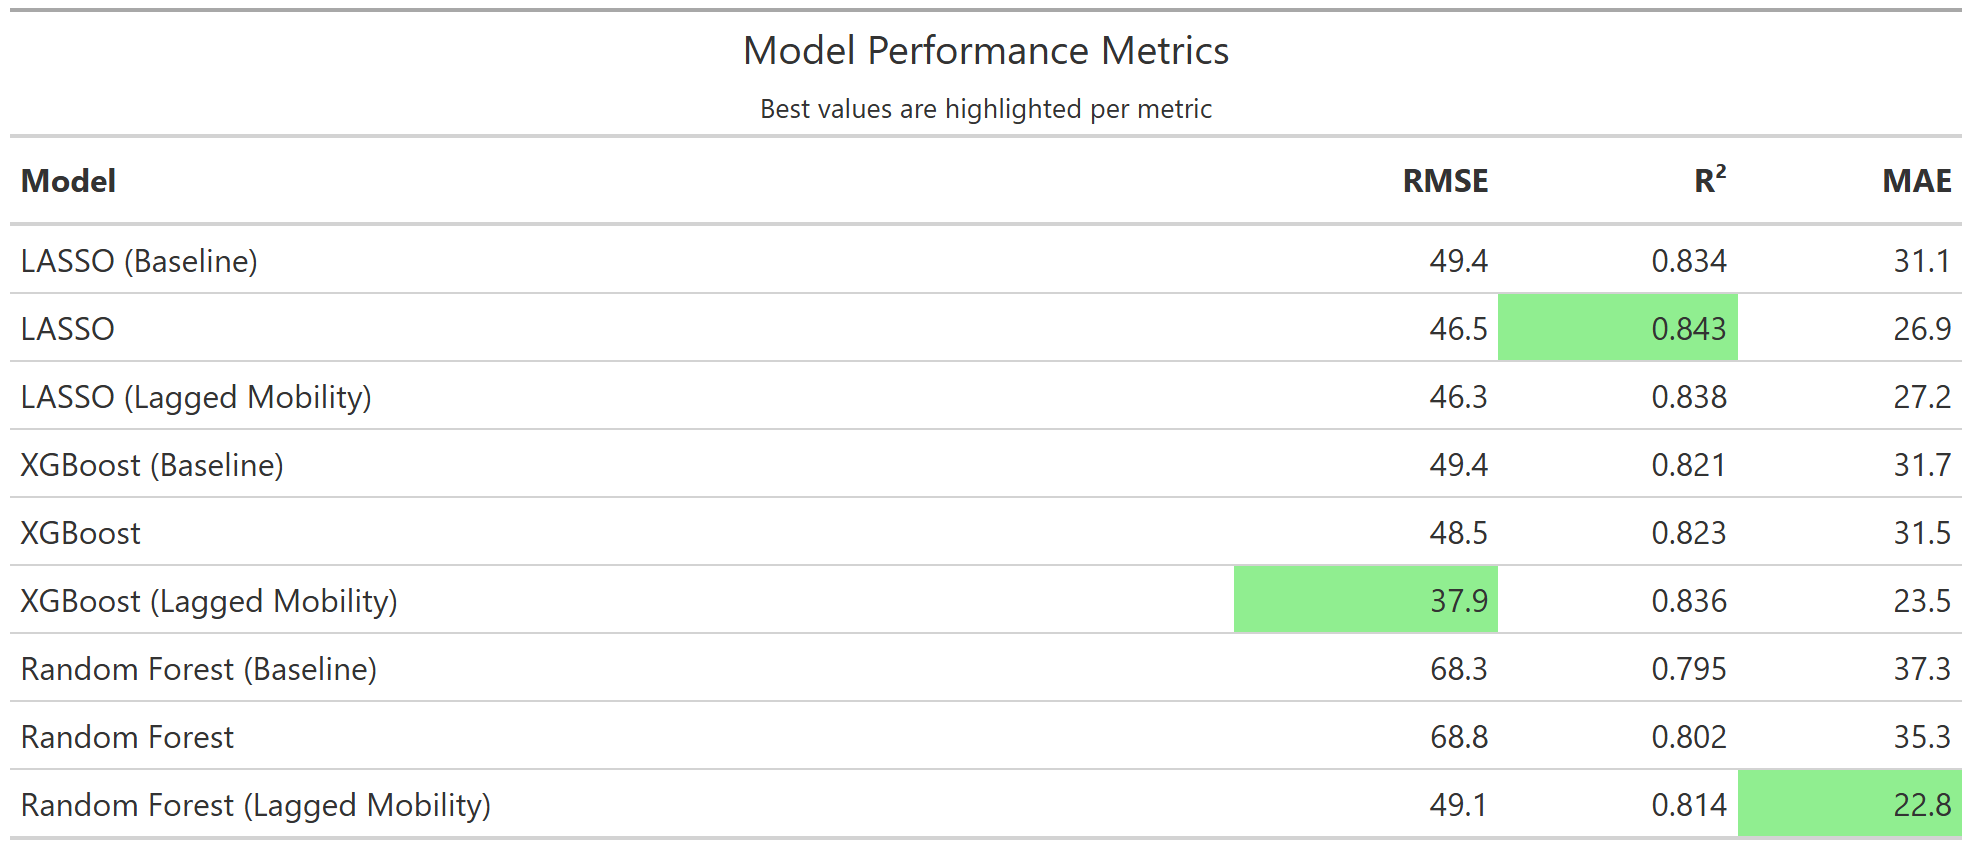 Model Performance Metrics
Best values are highlighted per metric
Model RMSE R² MAE
LASSO (Baseline) 49.4 0.834 31.1
LASSO 46.5 0.843 26.9
LASSO (Lagged Mobility) 46.3 0.838 27.2
XGBoost (Baseline) 49.4 0.821 31.7
XGBoost 48.5 0.823 31.5
XGBoost (Lagged Mobility) 37.9 0.836 23.5
Random Forest (Baseline) 68.3 0.795 37.3
Random Forest 68.8 0.802 35.3
Random Forest (Lagged Mobility) 49.1 0.814 22.8